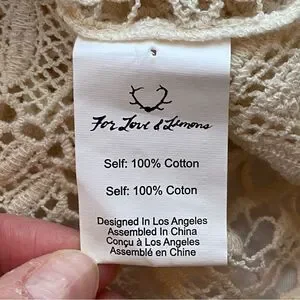 For Love & Lemons
Self: 100% Cotton
Self: 100% Coton
Designed In Los Angeles
Assembled In China
Conçu à Los Angeles
Assemblé en Chine